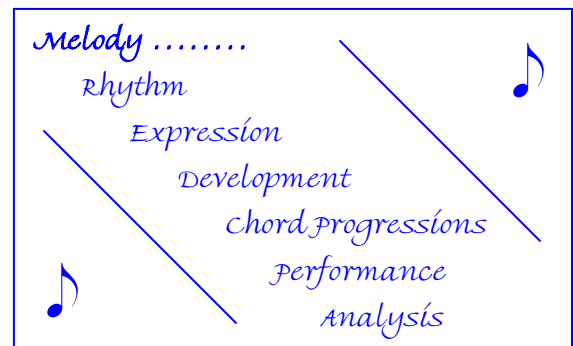 Melody ........
Rhythm
Expression
Development
Chord Progressions
Performance
Analysis